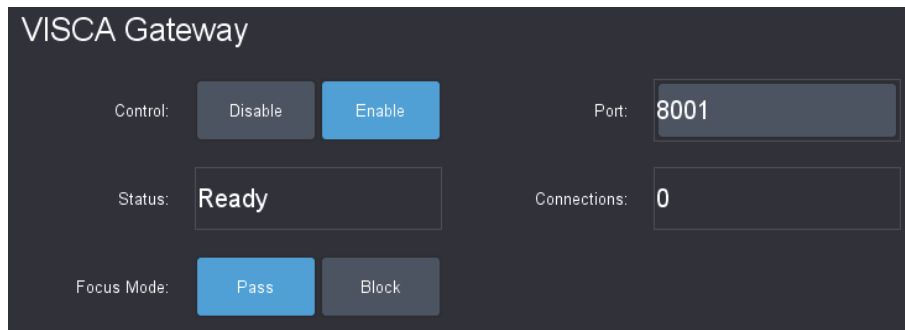 VISCA Gateway
Control: Disable Enable Port: 8001
Status: Ready Connections: 0
Focus Mode: Pass Block